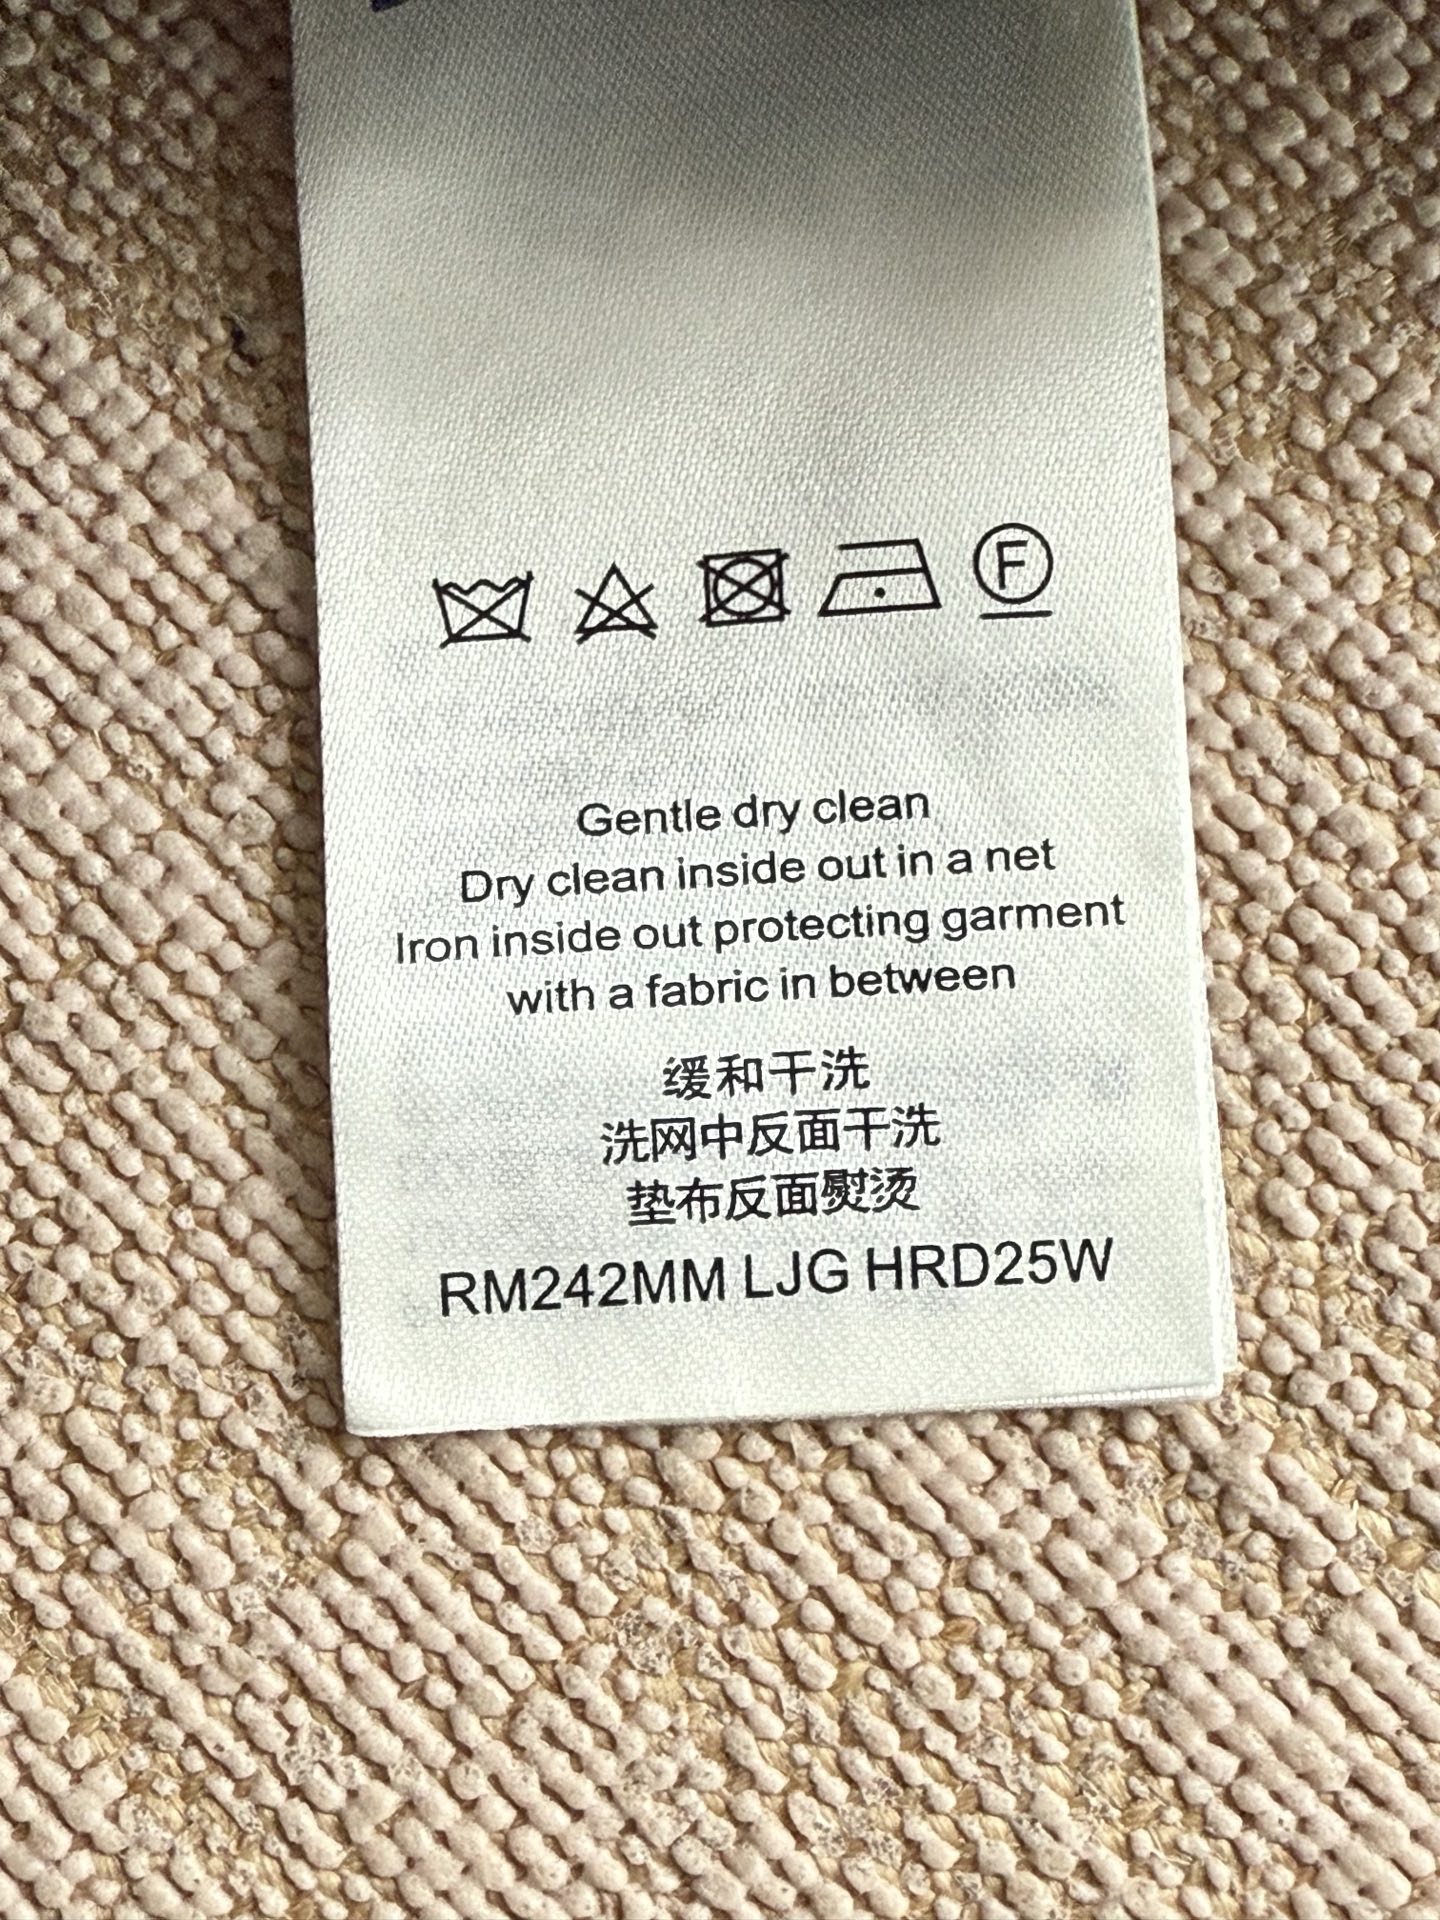 F
Gentle dry clean
Dry clean inside out in a net
Iron inside out protecting garment
with a fabric in between
缓和干洗
洗网中反面干洗
垫布反面熨烫
RM242MM LJG HRD25W